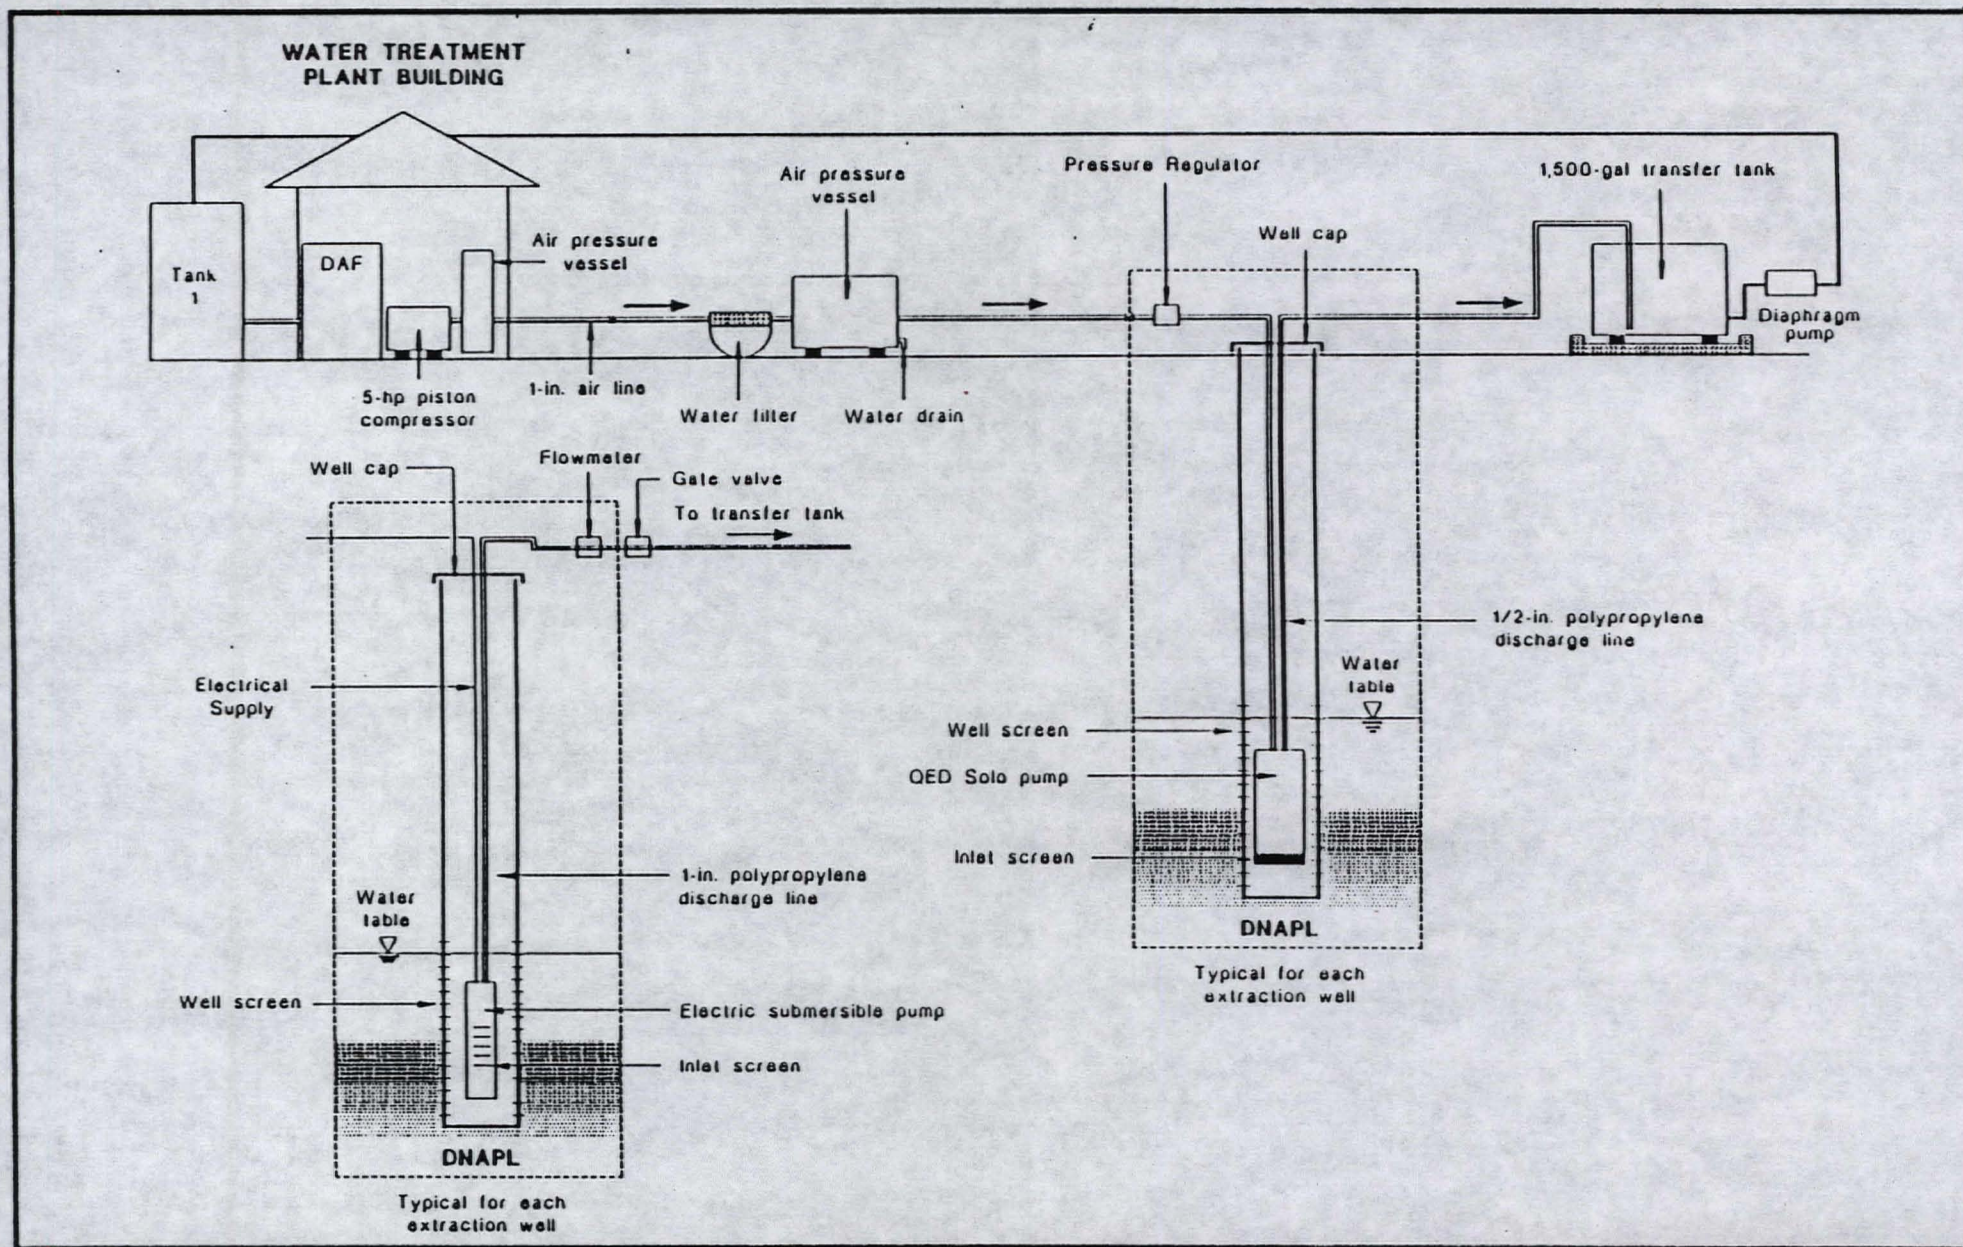 WATER TREATMENT
PLANT BUILDING
Tank
1
DAF
Air pressure
vessel
5-hp piston
compressor
1-in. air line
Water filter
Air pressure
vessel
Water drain
Pressure Regulator
Well cap
1,500-gal transfer tank
Diaphragm
pump
1/2-in. polypropylene
discharge line
Water
table
Well screen
QED Solo pump
Inlet screen
DNAPL
Typical for each
extraction well
Well cap
Flowmeter
Gate valve
To transfer tank
Electrical
Supply
1-in. polypropylene
discharge line
Water
table
Well screen
Electric submersible pump
Inlet screen
DNAPL
Typical for each
extraction well